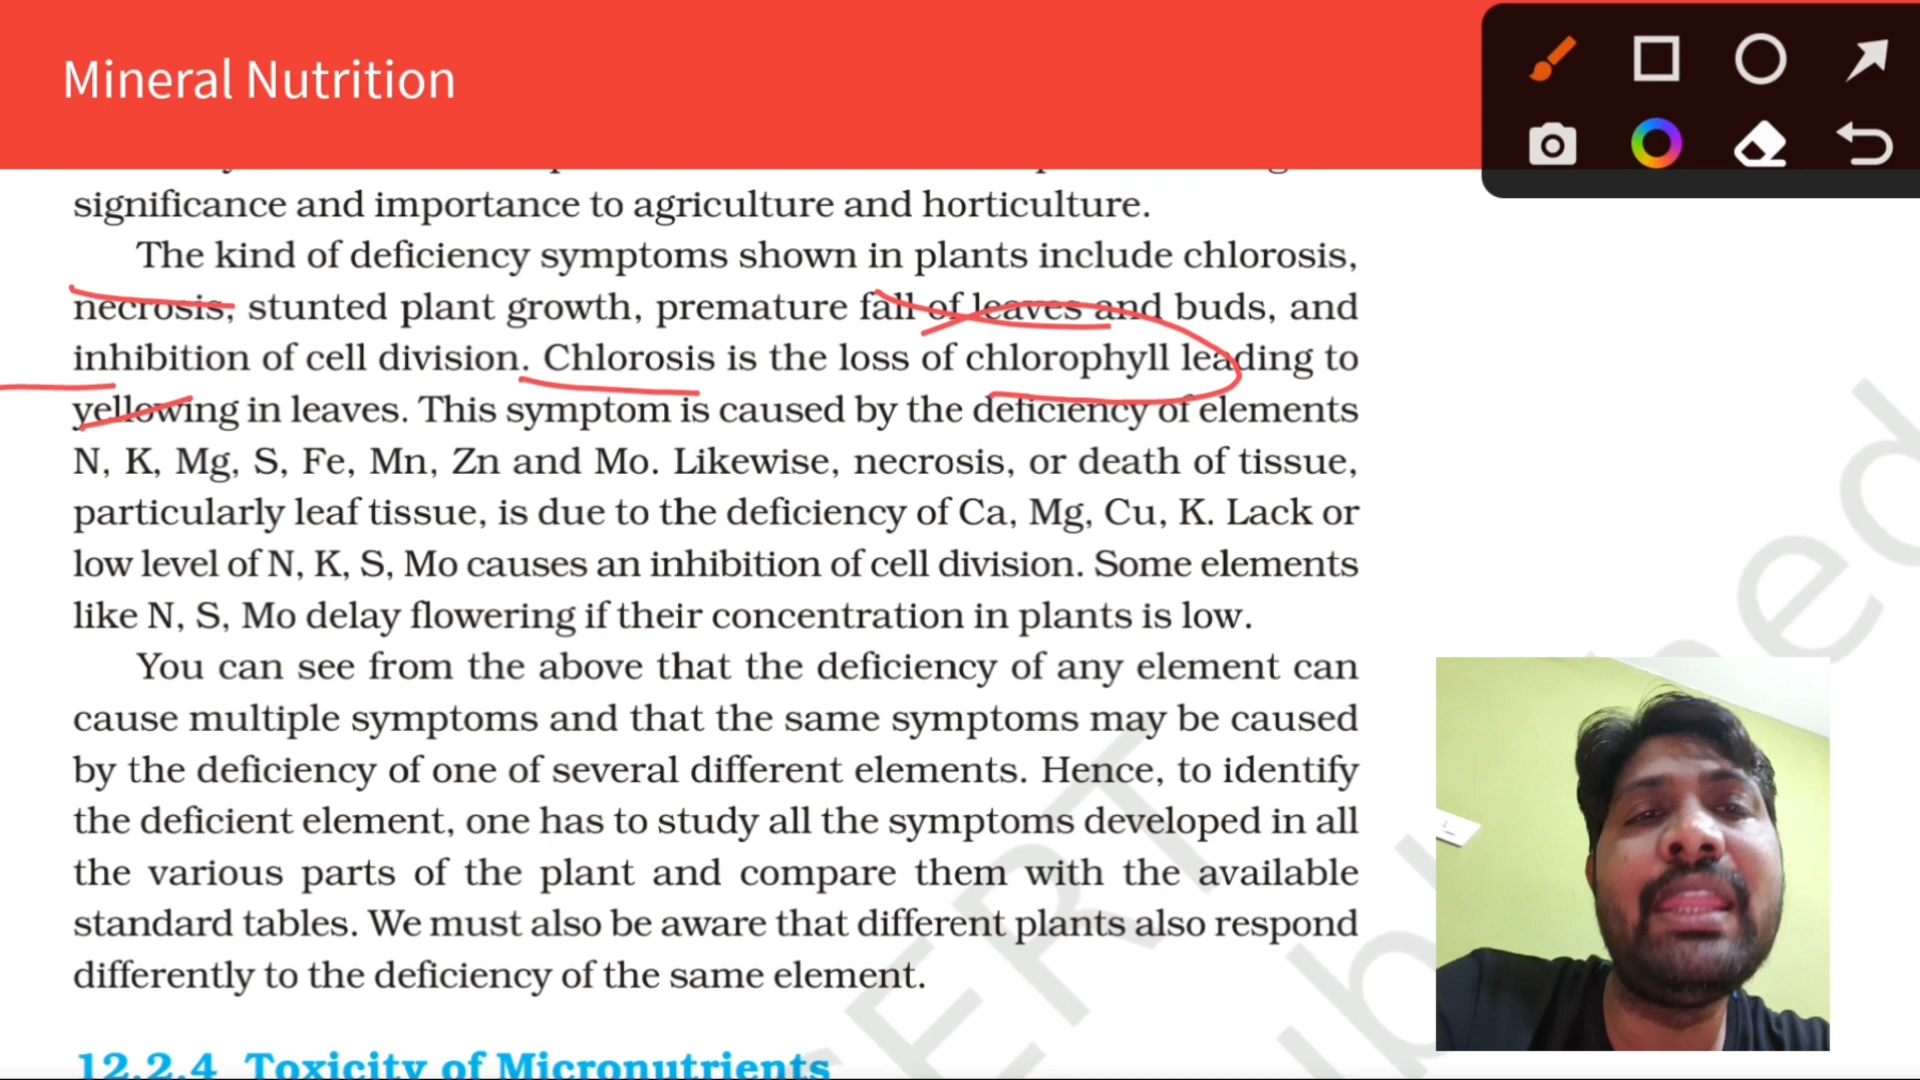 Mineral Nutrition
significance and importance to agriculture and horticulture.
The kind of deficiency symptoms shown in plants include chlorosis,
necrosis, stunted plant growth, premature fall of leaves and buds, and
inhibition of cell division. Chlorosis is the loss of chlorophyll leading to
yellowing in leaves. This symptom is caused by the deficiency of elements
N, K, Mg, S, Fe, Mn, Zn and Mo. Likewise, necrosis, or death of tissue,
particularly leaf tissue, is due to the deficiency of Ca, Mg, Cu, K. Lack or
low level of N, K, S, Mo causes an inhibition of cell division. Some elements
like N, S, Mo delay flowering if their concentration in plants is low.
You can see from the above that the deficiency of any element can
cause multiple symptoms and that the same symptoms may be caused
by the deficiency of one of several different elements. Hence, to identify
the deficient element, one has to study all the symptoms developed in all
the various parts of the plant and compare them with the available
standard tables. We must also be aware that different plants also respond
differently to the deficiency of the same element.
12.2.4 Toxicity of Micronutrients